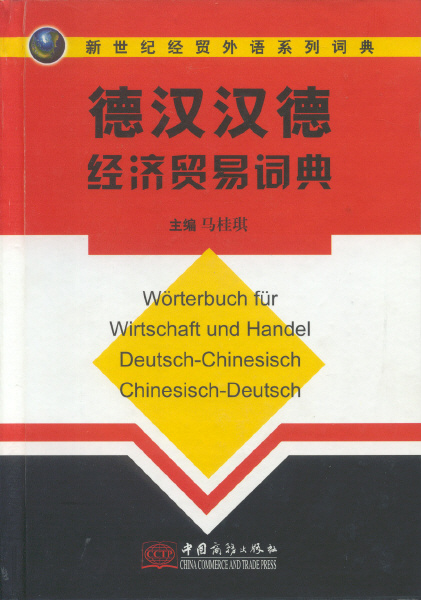 新世纪经贸外语系列词典
德汉汉德
经济贸易词典
主编 马桂琪
Wörterbuch für
Wirtschaft und Handel
Deutsch-Chinesisch
Chinesisch-Deutsch
CCTP
中国商务出版社
CHINA COMMERCE AND TRADE PRESS